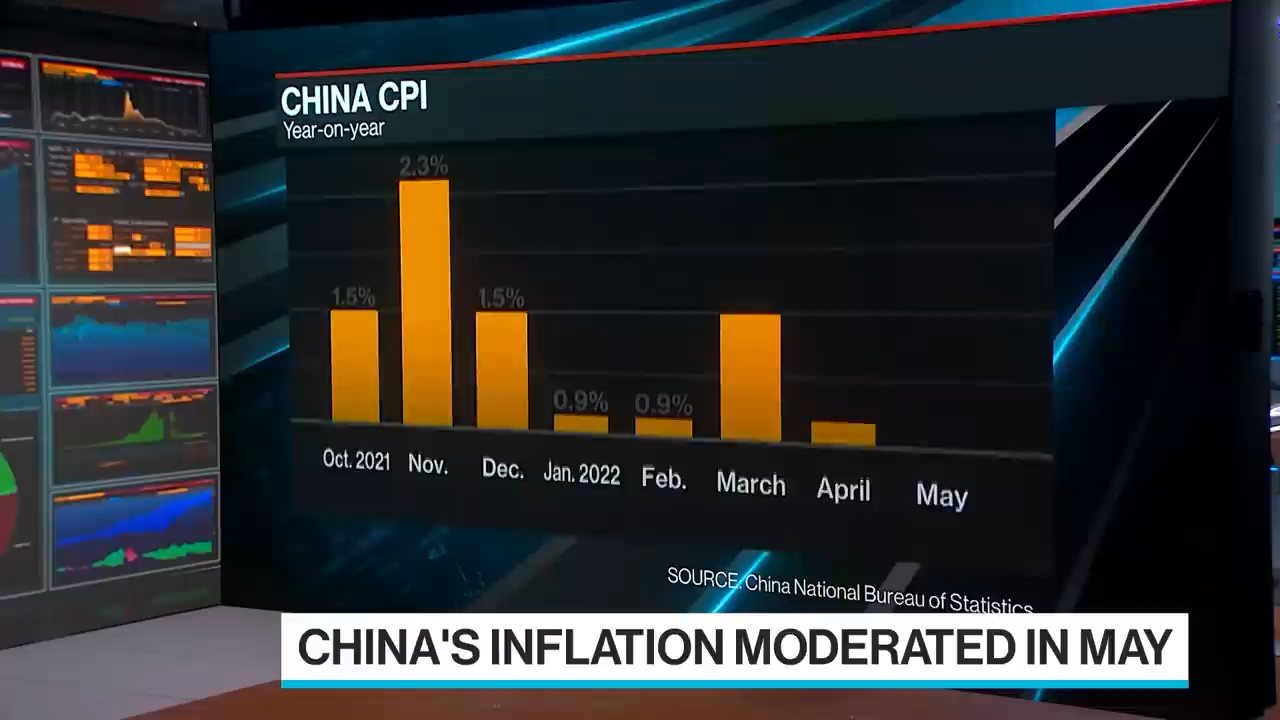 CHINA CPI
Year-on-year
2.3%
1.5%
1.5%
0.9%
0.9%
Oct. 2021 Nov. Dec. Jan. 2022 Feb. March April May
SOURCE: China National Bureau of Statistics
CHINA'S INFLATION MODERATED IN MAY